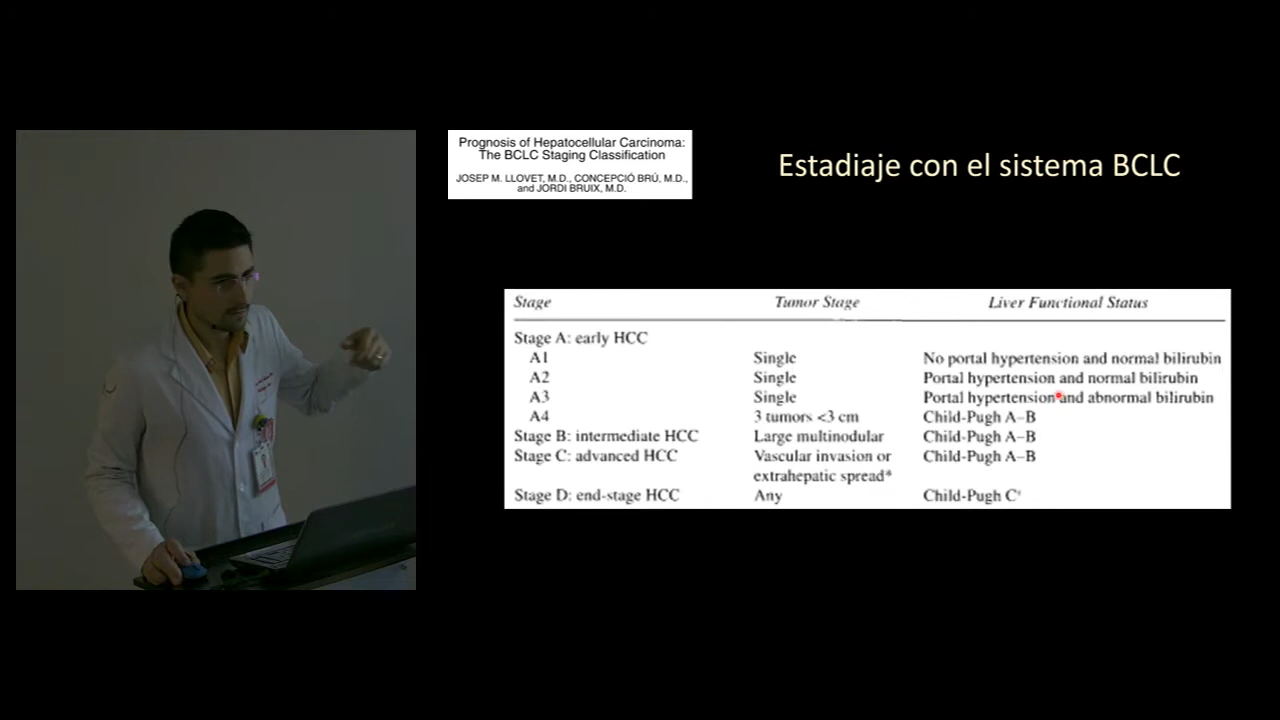 Prognosis of Hepatocellular Carcinoma:
The BCLC Staging Classification
JOSEP M. LLOVET, M.D., CONCEPCIÓ BRÚ, M.D.,
and JORDI BRUIX, M.D.
Estadiaje con el sistema BCLC
Stage Tumor Stage Liver Functional Status
Stage A: early HCC
A1 Single No portal hypertension and normal bilirubin
A2 Single Portal hypertension and normal bilirubin
A3 Single Portal hypertension and abnormal bilirubin
A4 3 tumors <3 cm Child-Pugh A–B
Stage B: intermediate HCC Large multinodular Child-Pugh A–B
Stage C: advanced HCC Vascular invasion or Child-Pugh A–B
extrahepatic spread*
Stage D: end-stage HCC Any Child-Pugh C